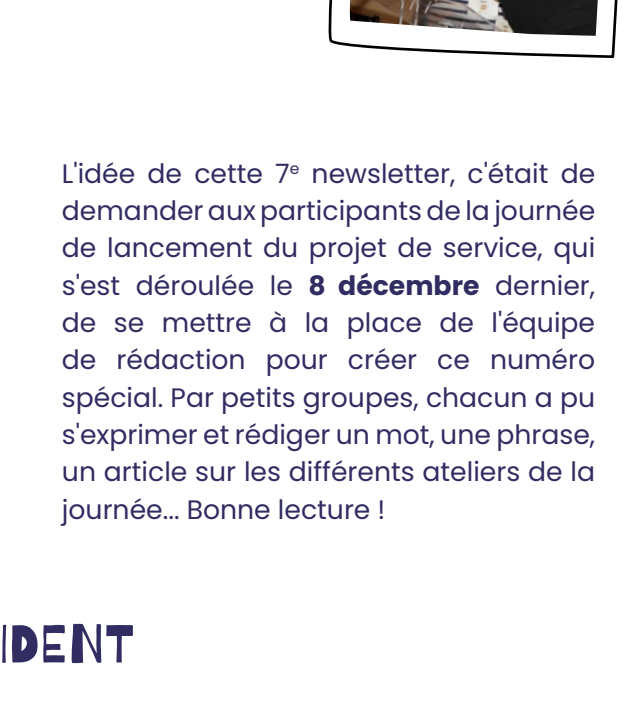 L'idée de cette 7ᵉ newsletter, c'était de
demander aux participants de la journée
de lancement du projet de service, qui
s'est déroulée le 8 décembre dernier,
de se mettre à la place de l'équipe
de rédaction pour créer ce numéro
spécial. Par petits groupes, chacun a pu
s'exprimer et rédiger un mot, une phrase,
un article sur les différents ateliers de la
journée... Bonne lecture !
IDENT